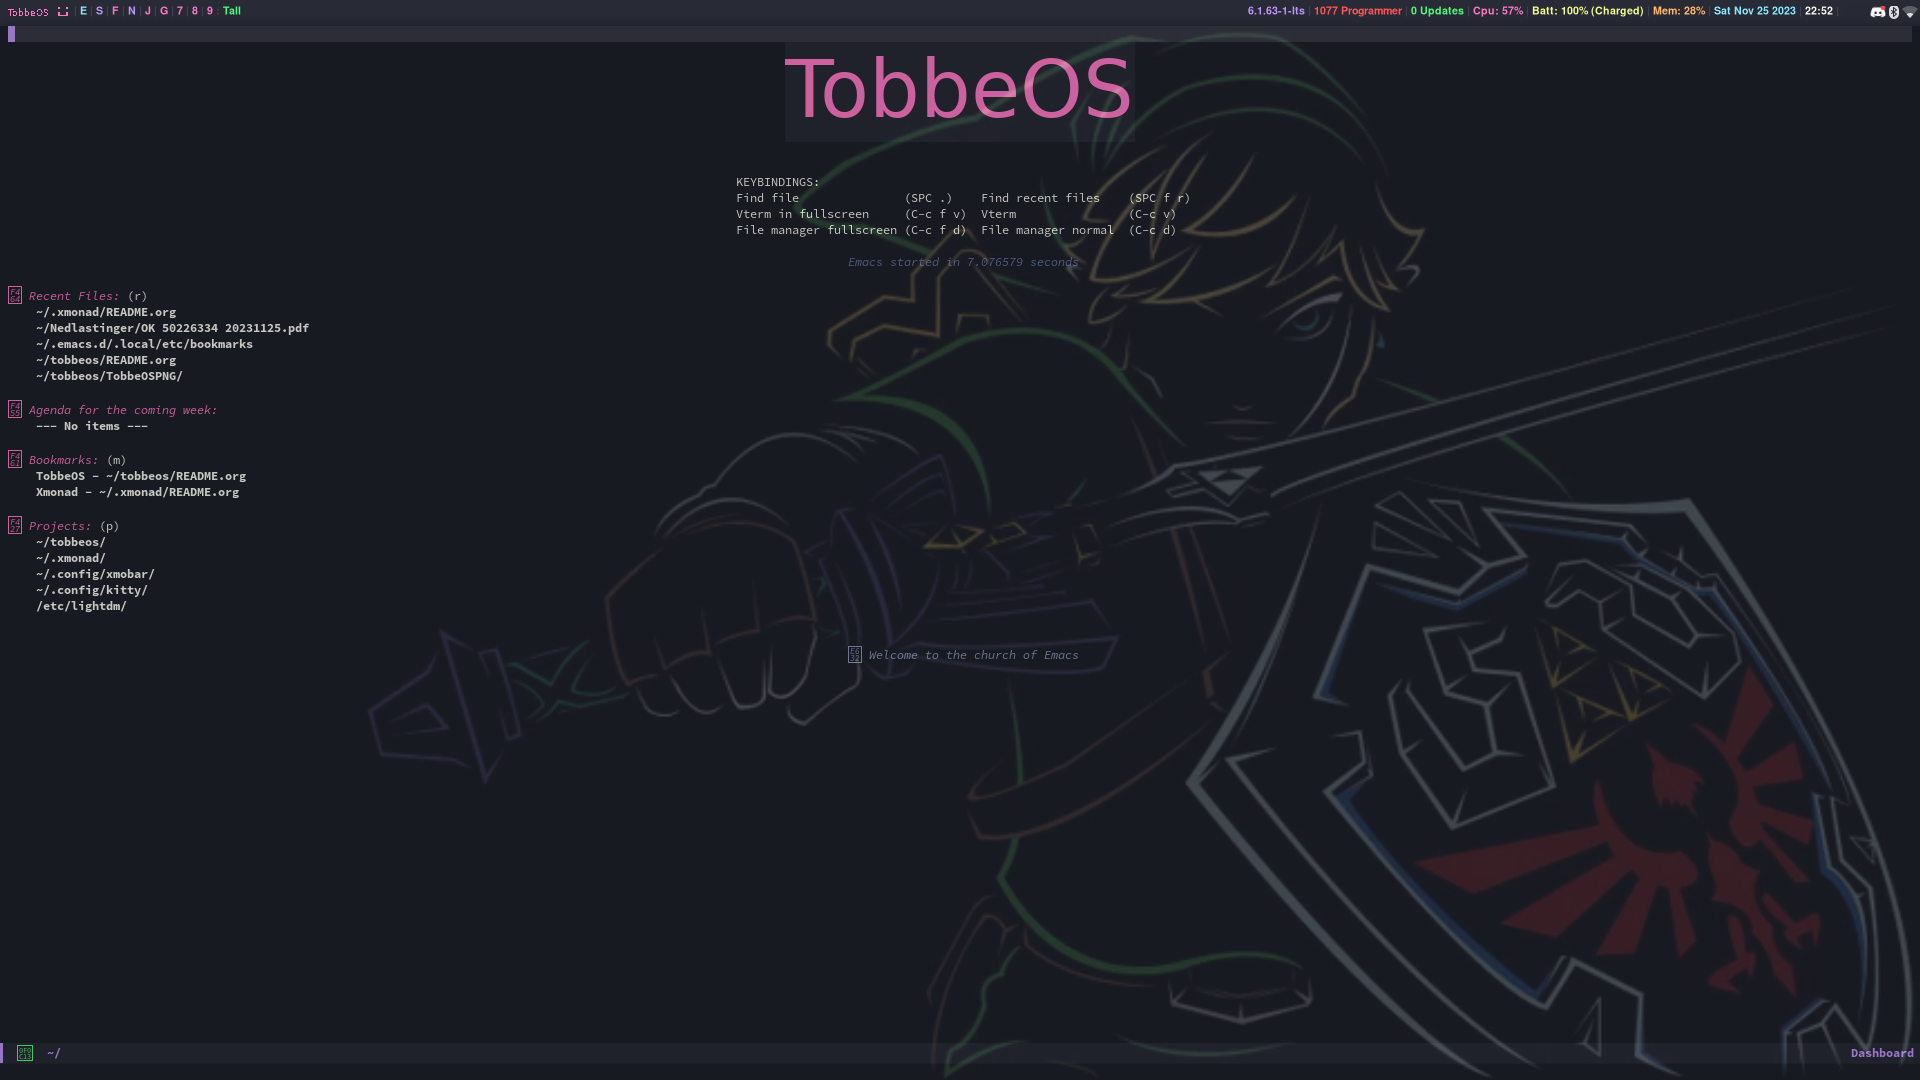 TobbeOS | E | S | F | N | J | G | 7 | 8 | 9 : Tall
6.1.63-1-lts | 1077 Programmer | 0 Updates | Cpu: 57% | Batt: 100% (Charged) | Mem: 28% | Sat Nov 25 2023 | 22:52
TobbeOS
KEYBINDINGS:
Find file (SPC .) Find recent files (SPC f r)
Vterm in fullscreen (C-c f v) Vterm (C-c v)
File manager fullscreen (C-c f d) File manager normal (C-c d)
Emacs started in 7.076579 seconds
Recent Files: (r)
~/.xmonad/README.org
~/Nedlastinger/OK 50226334 20231125.pdf
~/.emacs.d/.local/etc/bookmarks
~/tobbeos/README.org
~/tobbeos/TobbeOSPNG/
Agenda for the coming week:
--- No items ---
Bookmarks: (m)
TobbeOS - ~/tobbeos/README.org
Xmonad - ~/.xmonad/README.org
Projects: (p)
~/tobbeos/
~/.xmonad/
~/.config/xmobar/
~/.config/kitty/
/etc/lightdm/
Welcome to the church of Emacs
~/
Dashboard